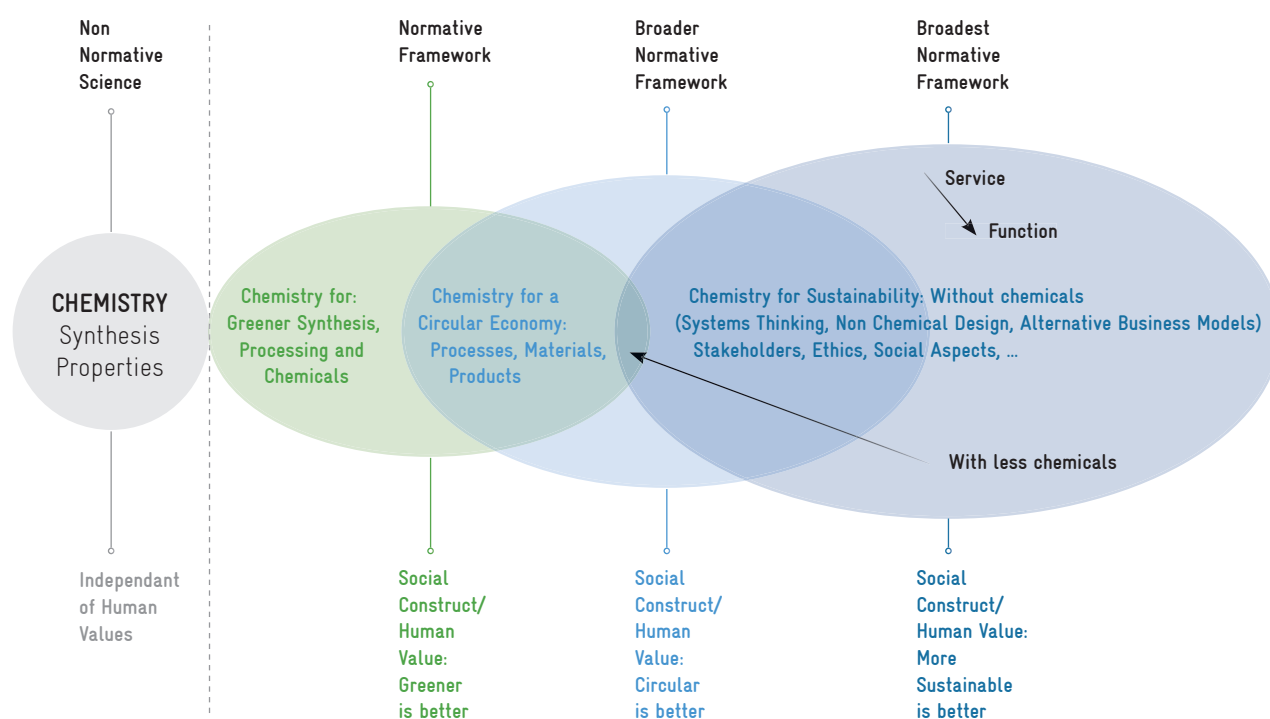 Non
Normative
Science
Normative
Framework
Broader
Normative
Framework
Broadest
Normative
Framework
CHEMISTRY
Synthesis
Properties
Chemistry for:
Greener Synthesis,
Processing and
Chemicals
Chemistry for a
Circular Economy:
Processes, Materials,
Products
Service
Function
Chemistry for Sustainability: Without chemicals
(Systems Thinking, Non Chemical Design, Alternative Business Models)
Stakeholders, Ethics, Social Aspects, ...
With less chemicals
Independant
of Human
Values
Social
Construct/
Human
Value:
Greener
is better
Social
Construct/
Human
Value:
Circular
is better
Social
Construct/
Human Value:
More
Sustainable
is better